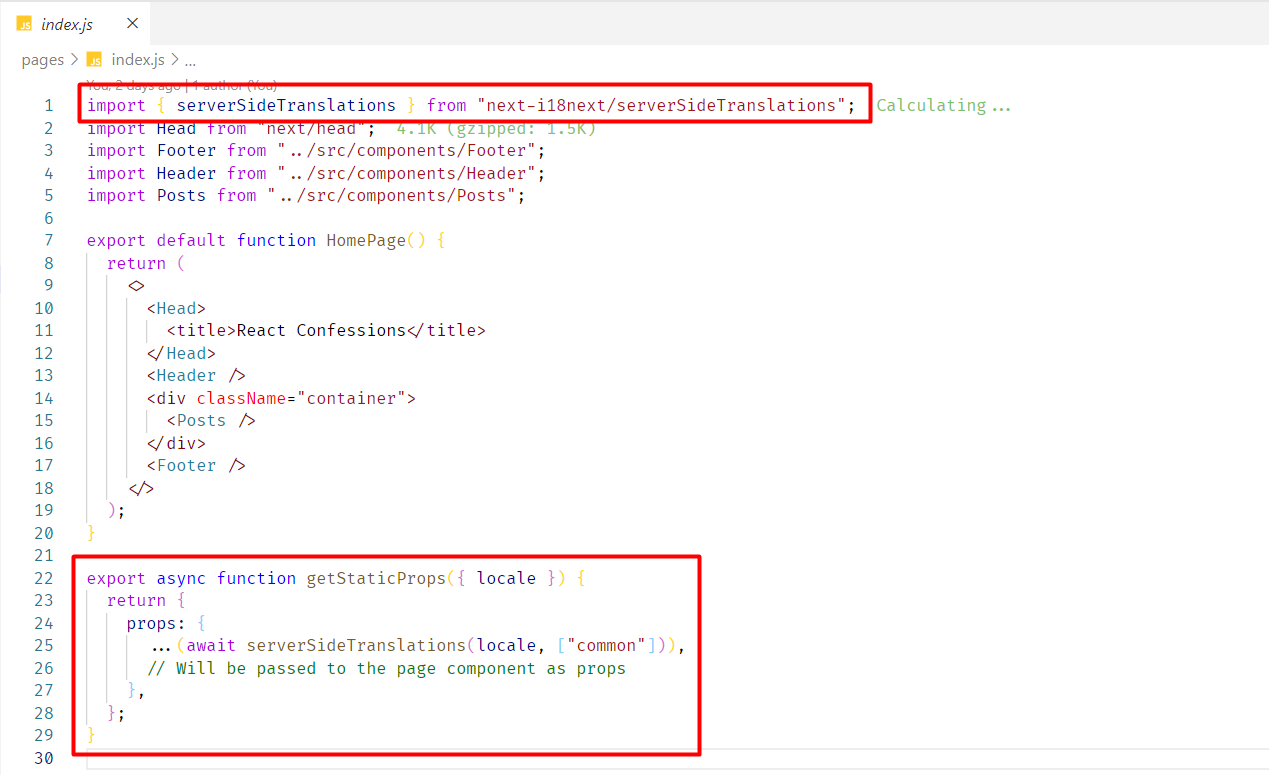 JS index.js ×
pages > JS index.js > ...
You, 2 days ago | 1 author (You)
1 import { serverSideTranslations } from "next-i18next/serverSideTranslations"; Calculating...
2 import Head from "next/head"; 4.1K (gzipped: 1.5K)
3 import Footer from "../src/components/Footer";
4 import Header from "../src/components/Header";
5 import Posts from "../src/components/Posts";
6
7 export default function HomePage() {
8   return (
9     <>
10       <Head>
11         <title>React Confessions</title>
12       </Head>
13       <Header />
14       <div className="container">
15         <Posts />
16       </div>
17       <Footer />
18     </>
19   );
20 }
21
22 export async function getStaticProps({ locale }) {
23   return {
24     props: {
25       ...(await serverSideTranslations(locale, ["common"])),
26       // Will be passed to the page component as props
27     },
28   };
29 }
30